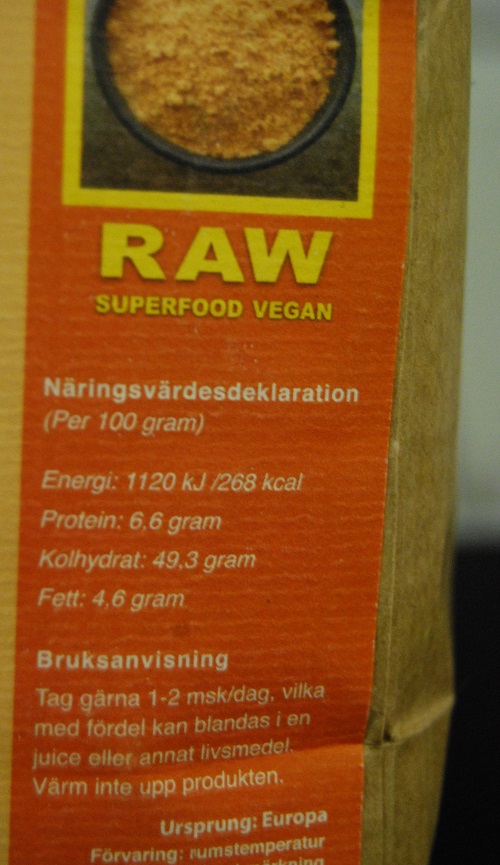 RAW
SUPERFOOD VEGAN
Näringsvärdesdeklaration
(Per 100 gram)
Energi: 1120 kJ /268 kcal
Protein: 6,6 gram
Kolhydrat: 49,3 gram
Fett: 4,6 gram
Bruksanvisning
Tag gärna 1-2 msk/dag, vilka
med fördel kan blandas i en
juice eller annat livsmedel.
Värm inte upp produkten.
Ursprung: Europa
Förvaring: rumstemperatur